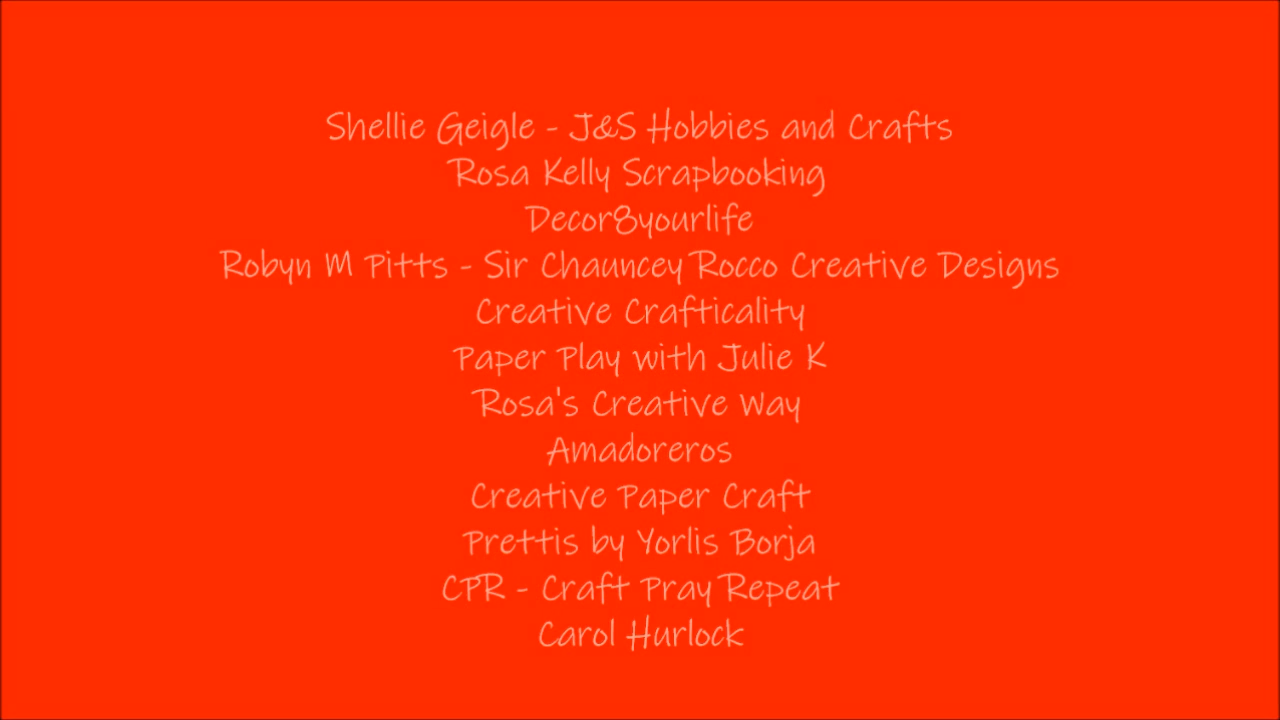 Shellie Geigle - J&S Hobbies and Crafts
Rosa Kelly Scrapbooking
Decor8yourlife
Robyn M Pitts - Sir Chauncey Rocco Creative Designs
Creative Crafticality
Paper Play with Julie K
Rosa's Creative Way
Amadoreros
Creative Paper Craft
Prettis by Yorlis Borja
CPR - Craft Pray Repeat
Carol Hurlock